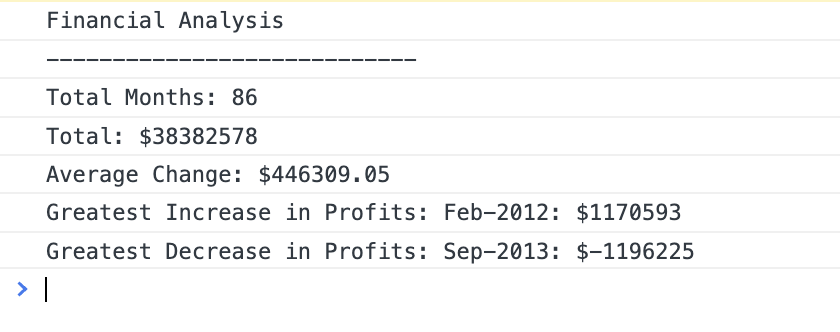 Financial Analysis
----------------------------
Total Months: 86
Total: $38382578
Average Change: $446309.05
Greatest Increase in Profits: Feb-2012: $1170593
Greatest Decrease in Profits: Sep-2013: $-1196225
>